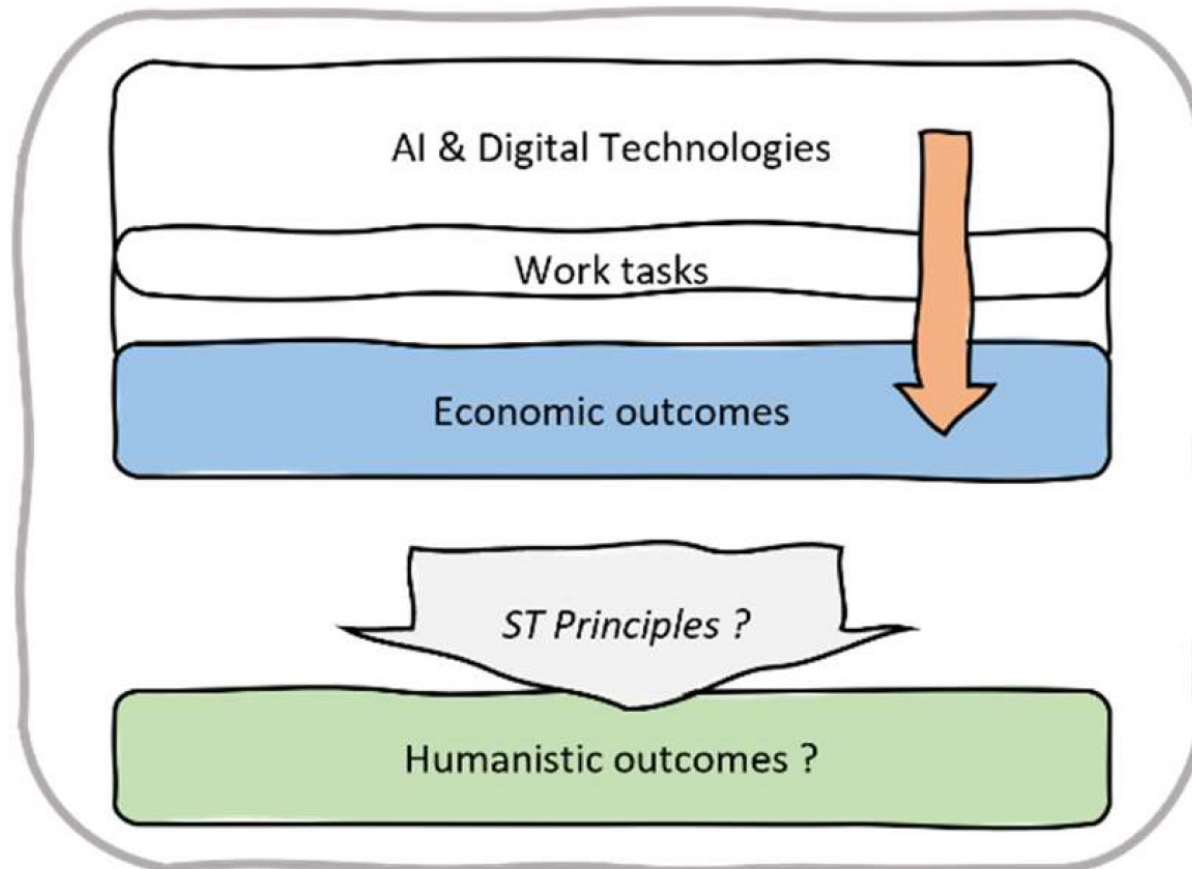 AI & Digital Technologies
Work tasks
Economic outcomes
ST Principles ?
Humanistic outcomes ?